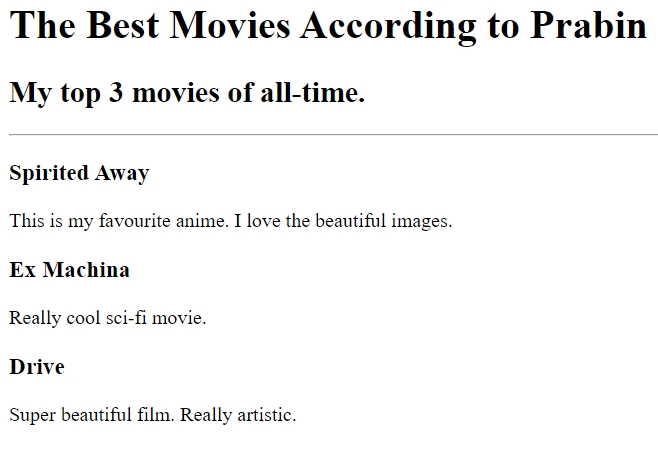 The Best Movies According to Prabin
My top 3 movies of all-time.
Spirited Away
This is my favourite anime. I love the beautiful images.
Ex Machina
Really cool sci-fi movie.
Drive
Super beautiful film. Really artistic.